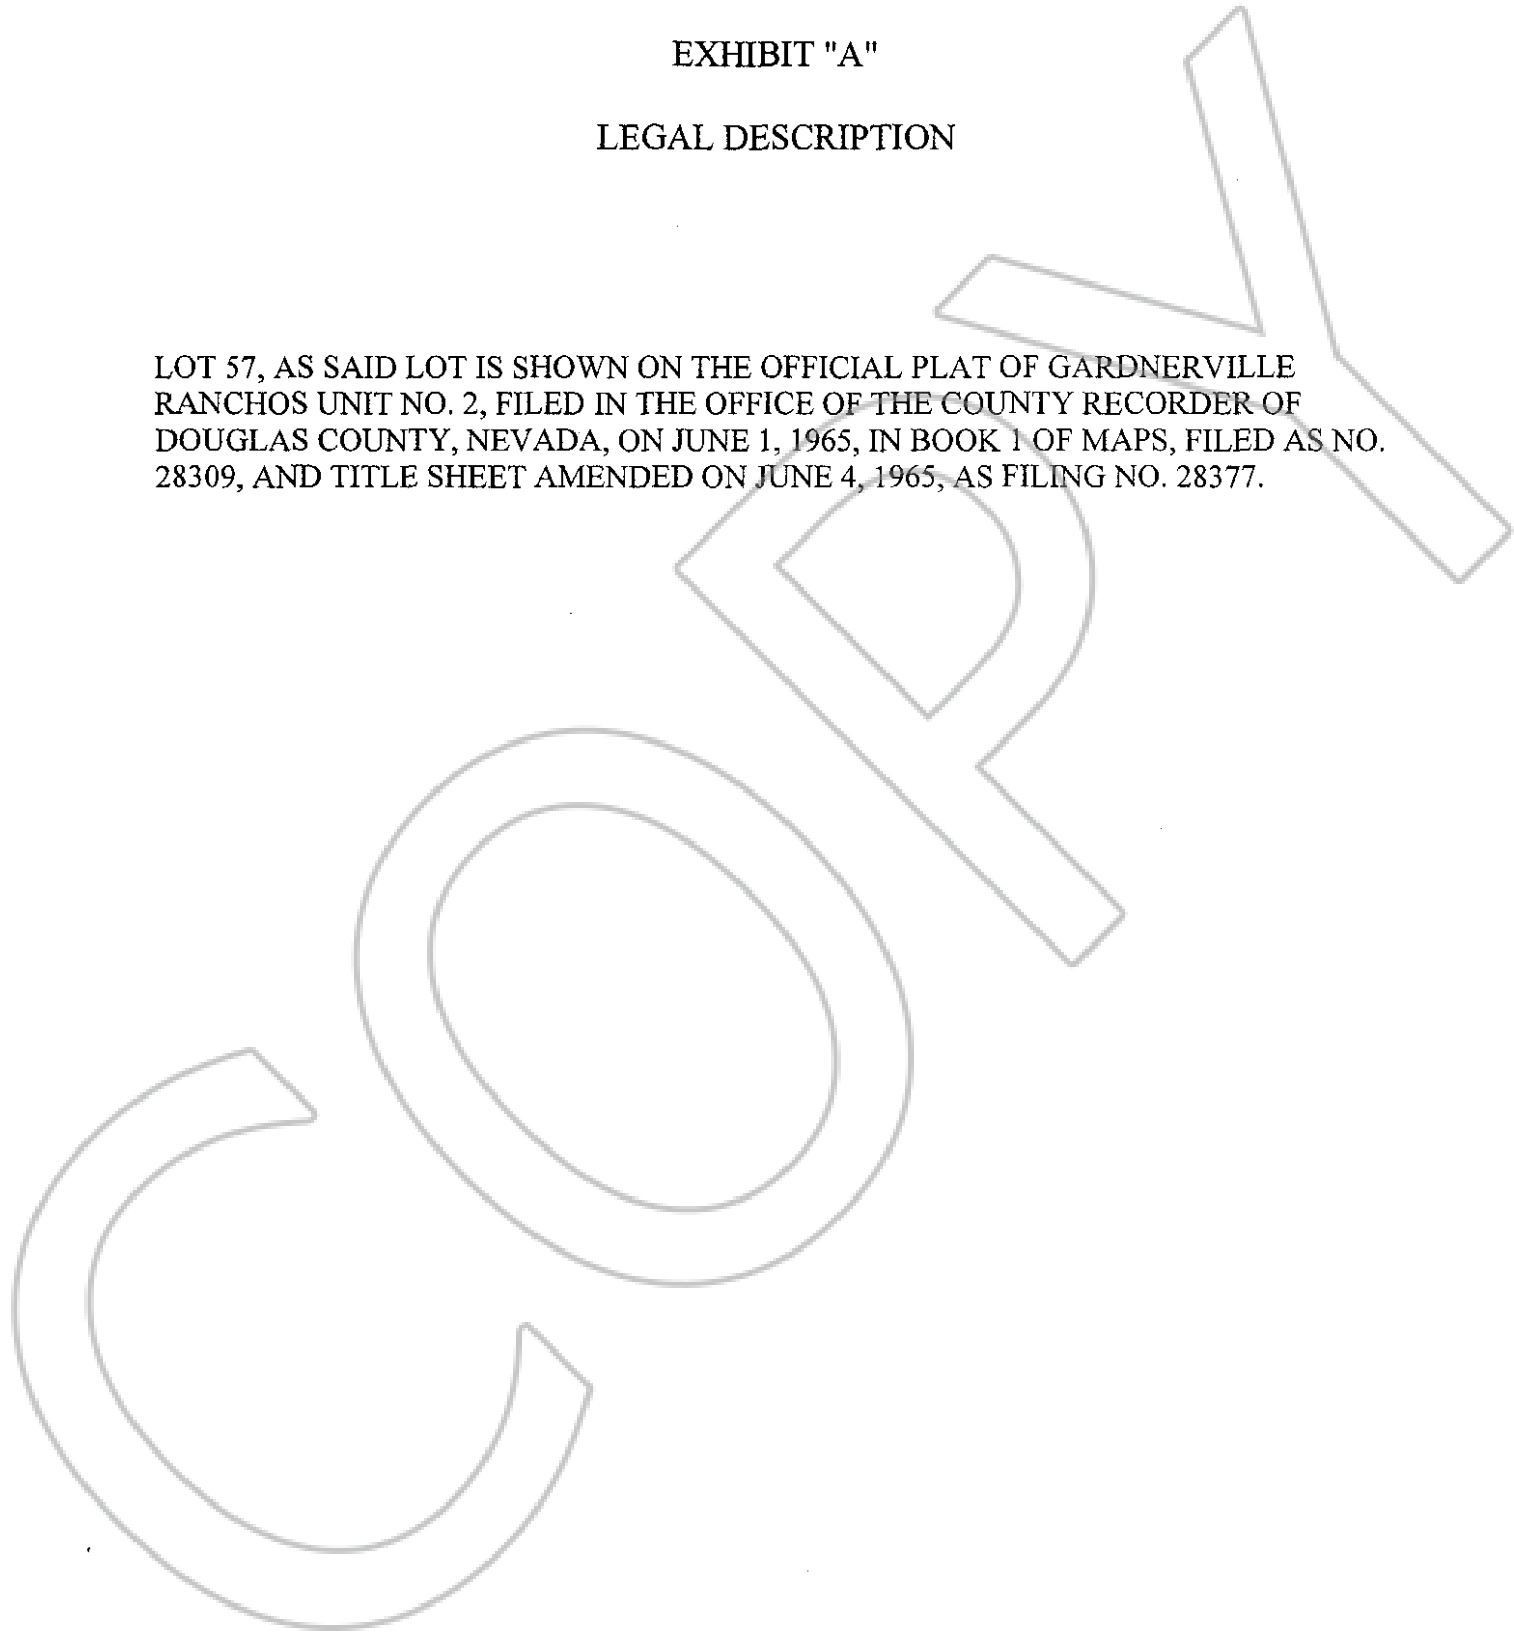 EXHIBIT "A"
LEGAL DESCRIPTION
LOT 57, AS SAID LOT IS SHOWN ON THE OFFICIAL PLAT OF GARDNERVILLE
RANCHOS UNIT NO. 2, FILED IN THE OFFICE OF THE COUNTY RECORDER OF
DOUGLAS COUNTY, NEVADA, ON JUNE 1, 1965, IN BOOK 1 OF MAPS, FILED AS NO.
28309, AND TITLE SHEET AMENDED ON JUNE 4, 1965, AS FILING NO. 28377.
COPY